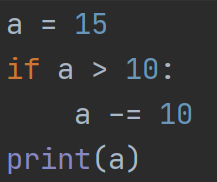 a = 15
if a > 10:
    a -= 10
print(a)